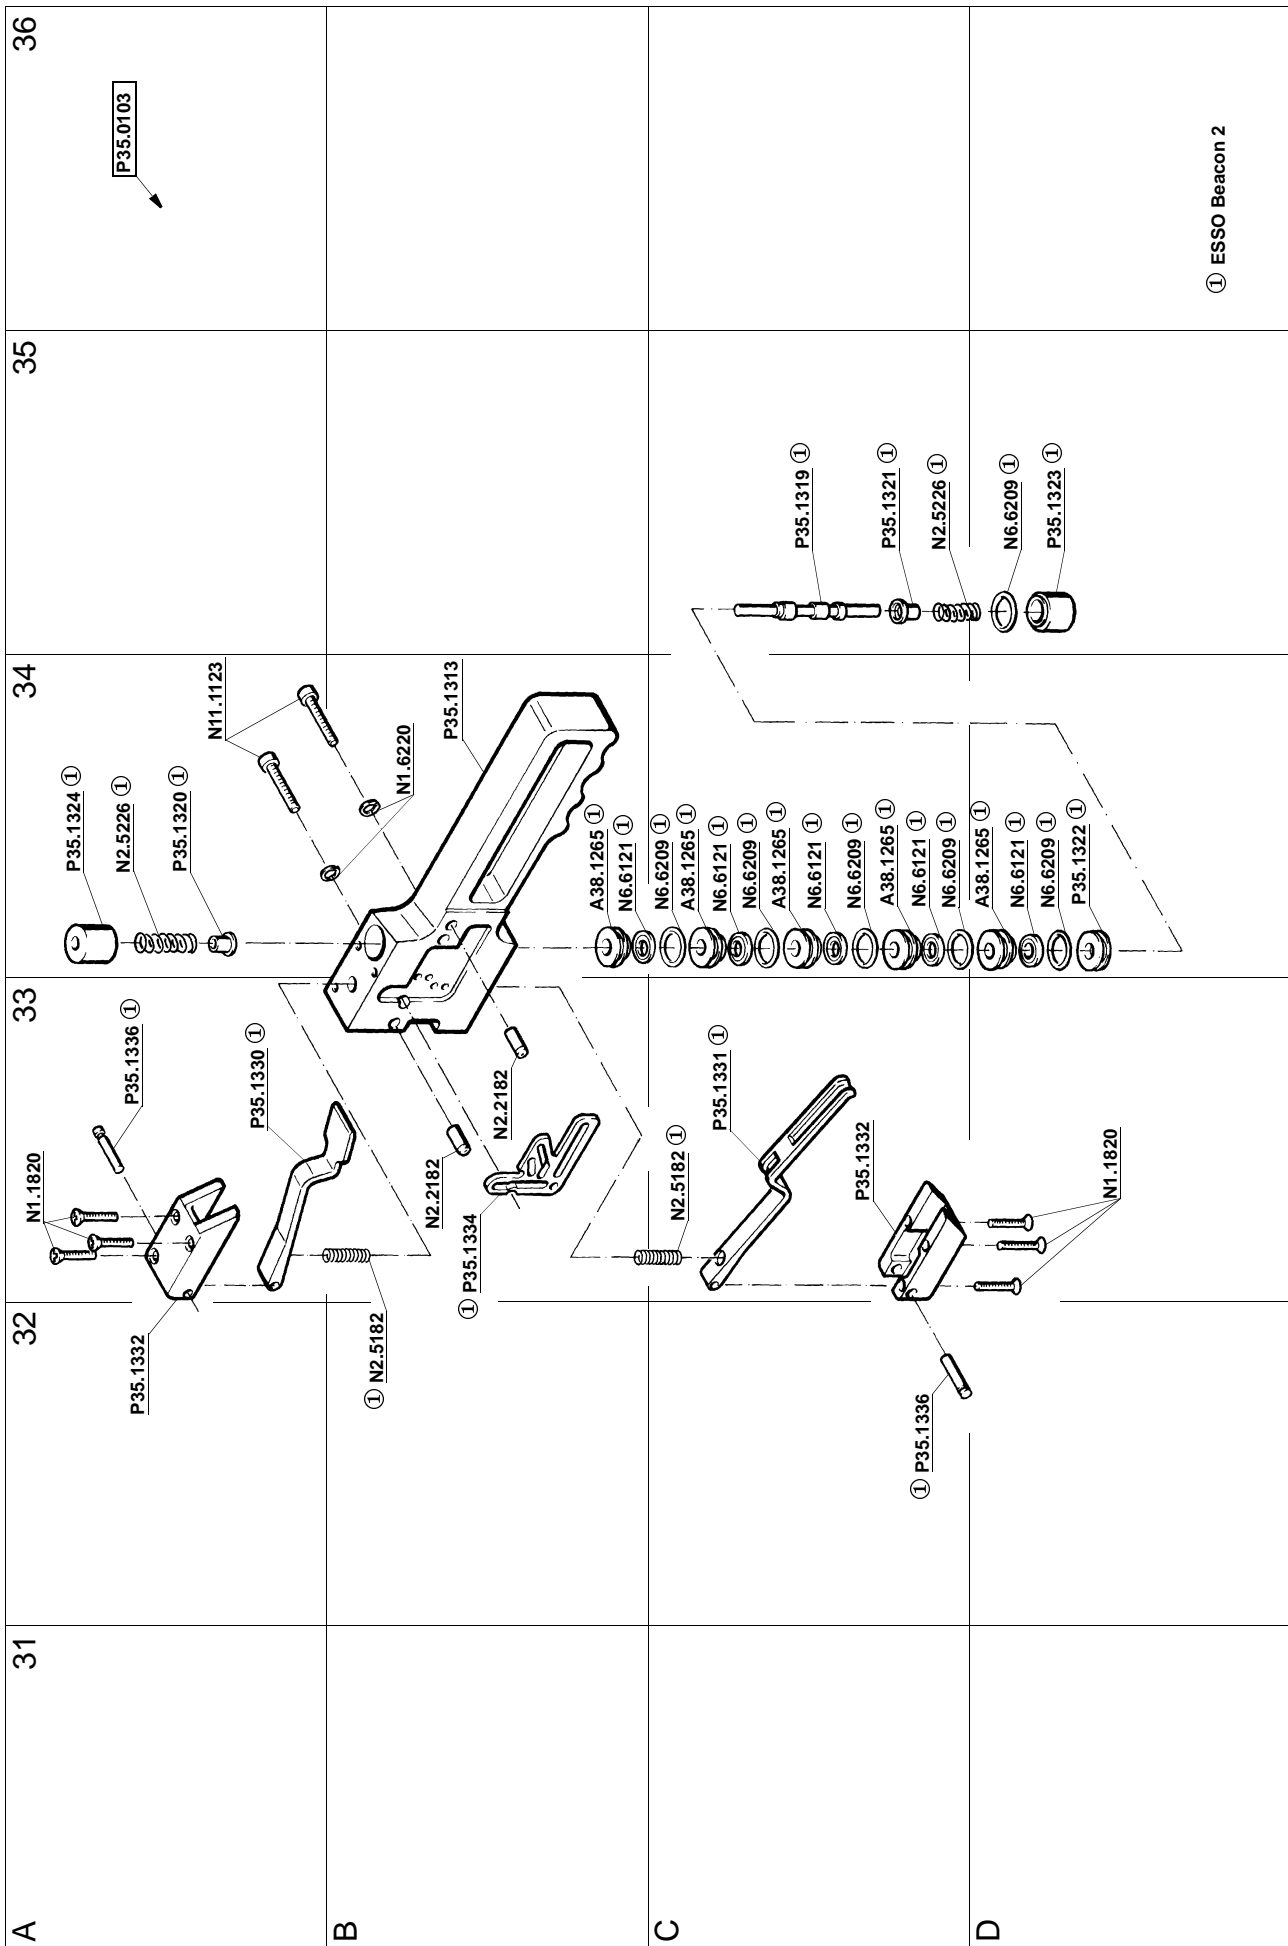 31
32
33
34
35
36
A
B
C
D
P35.0103
P35.1324 ①
N2.5226 ①
P35.1320 ①
N11.1123
N1.6220
P35.1313
N1.1820
P35.1336 ①
P35.1332
P35.1330 ①
① N2.5182
N2.2182
N2.2182
① P35.1334
A38.1265 ①
N6.6121 ①
N6.6209 ①
A38.1265 ①
N6.6121 ①
N6.6209 ①
A38.1265 ①
N6.6121 ①
N6.6209 ①
A38.1265 ①
N6.6121 ①
N6.6209 ①
A38.1265 ①
N6.6121 ①
N6.6209 ①
P35.1322 ①
N2.5182 ①
P35.1331 ①
P35.1332
N1.1820
① P35.1336
P35.1319 ①
P35.1321 ①
N2.5226 ①
N6.6209 ①
P35.1323 ①
① ESSO Beacon 2